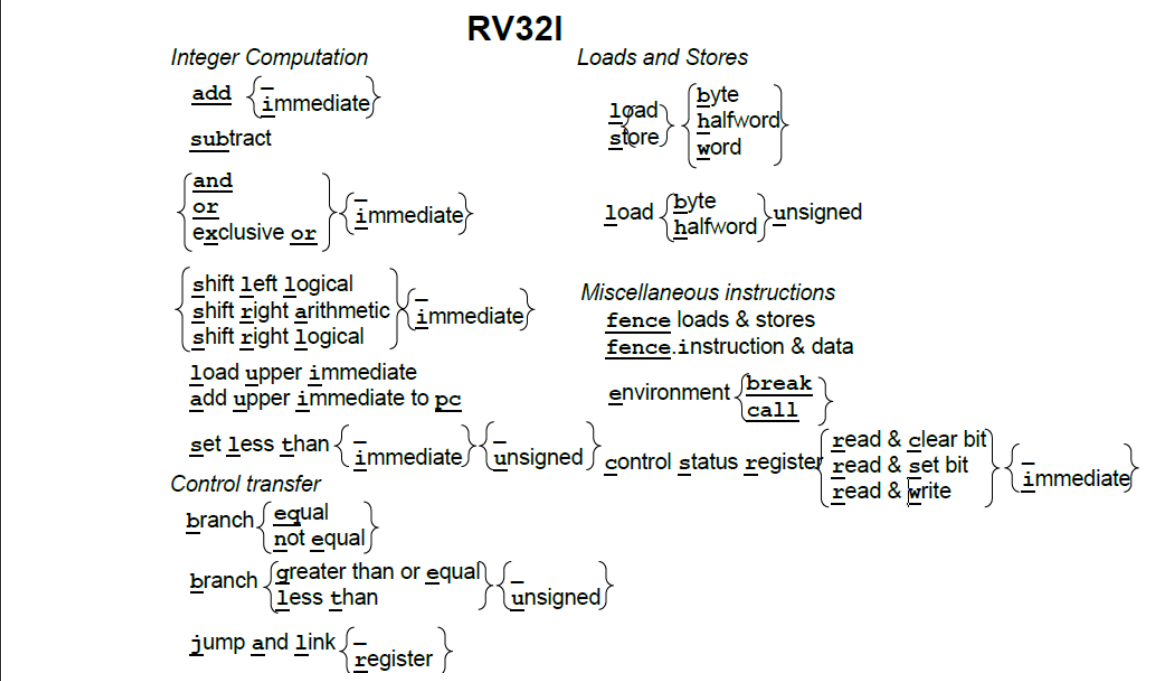 RV32I
Integer Computation
add { _
immediate }
subtract
{ and
or
exclusive or } { _
immediate }
{ shift left logical
shift right arithmetic
shift right logical } { _
immediate }
load upper immediate
add upper immediate to pc
set less than { _
immediate } { _
unsigned }
Control transfer
branch { equal
not equal }
branch { greater than or equal
less than } { _
unsigned }
jump and link { _
register }
Loads and Stores
load
store } { byte
halfword
word }
load { byte
halfword } unsigned
Miscellaneous instructions
fence loads & stores
fence.instruction & data
environment { break
call }
control status register { read & clear bit
read & set bit
read & write } { _
immediate }